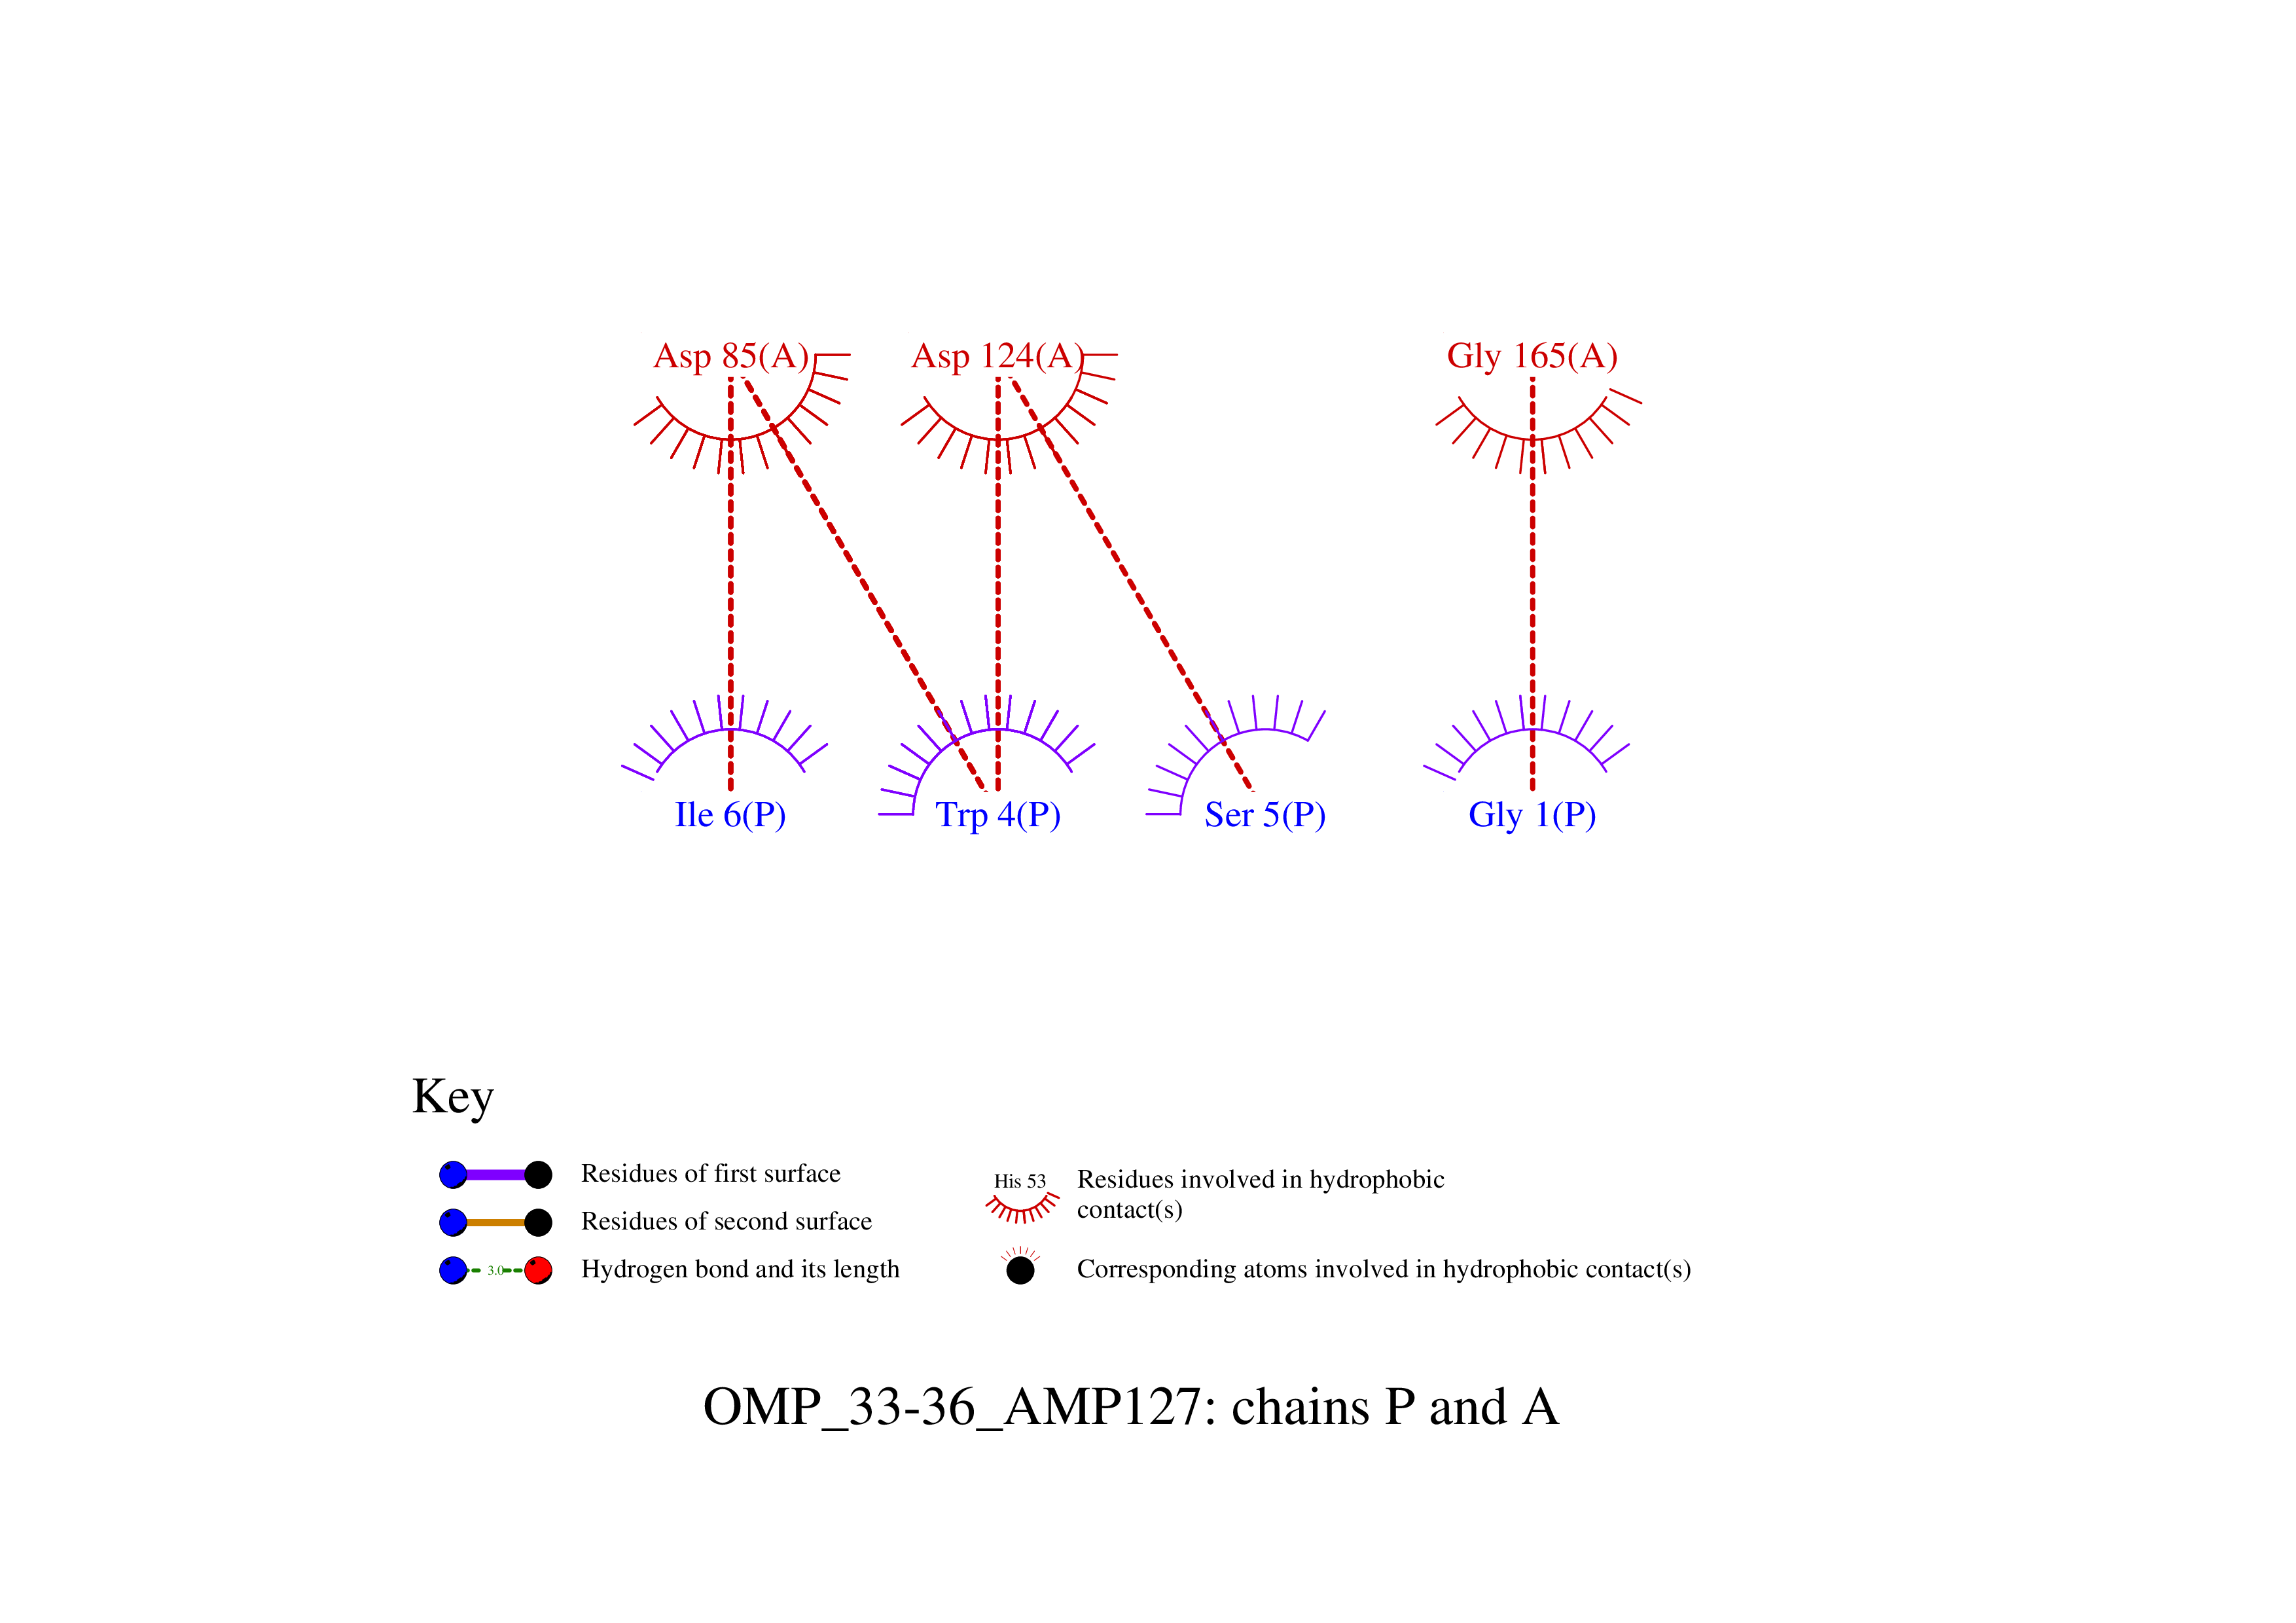 Asp 85(A) Asp 124(A) Gly 165(A)
Ile 6(P) Trp 4(P) Ser 5(P) Gly 1(P)
Key
Residues of first surface
Residues of second surface
3.0 Hydrogen bond and its length
His 53 Residues involved in hydrophobic
contact(s)
Corresponding atoms involved in hydrophobic contact(s)
OMP_33-36_AMP127: chains P and A